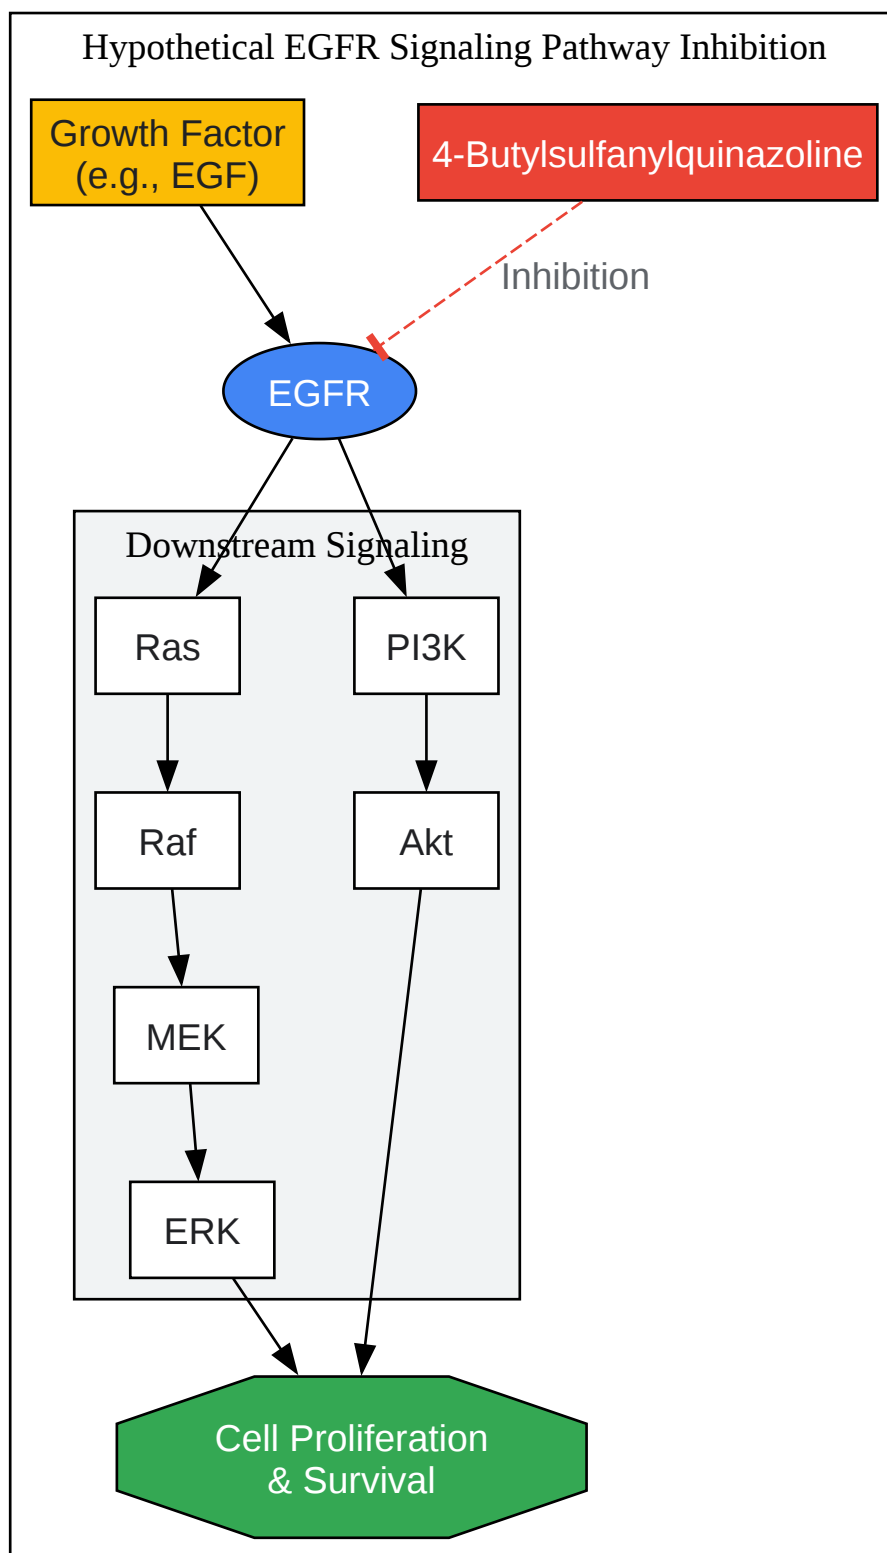 Hypothetical EGFR Signaling Pathway Inhibition
Growth Factor
(e.g., EGF)
4-Butylsulfanylquinazoline
Inhibition
EGFR
Downstream Signaling
Ras
PI3K
Raf
Akt
MEK
ERK
Cell Proliferation
& Survival